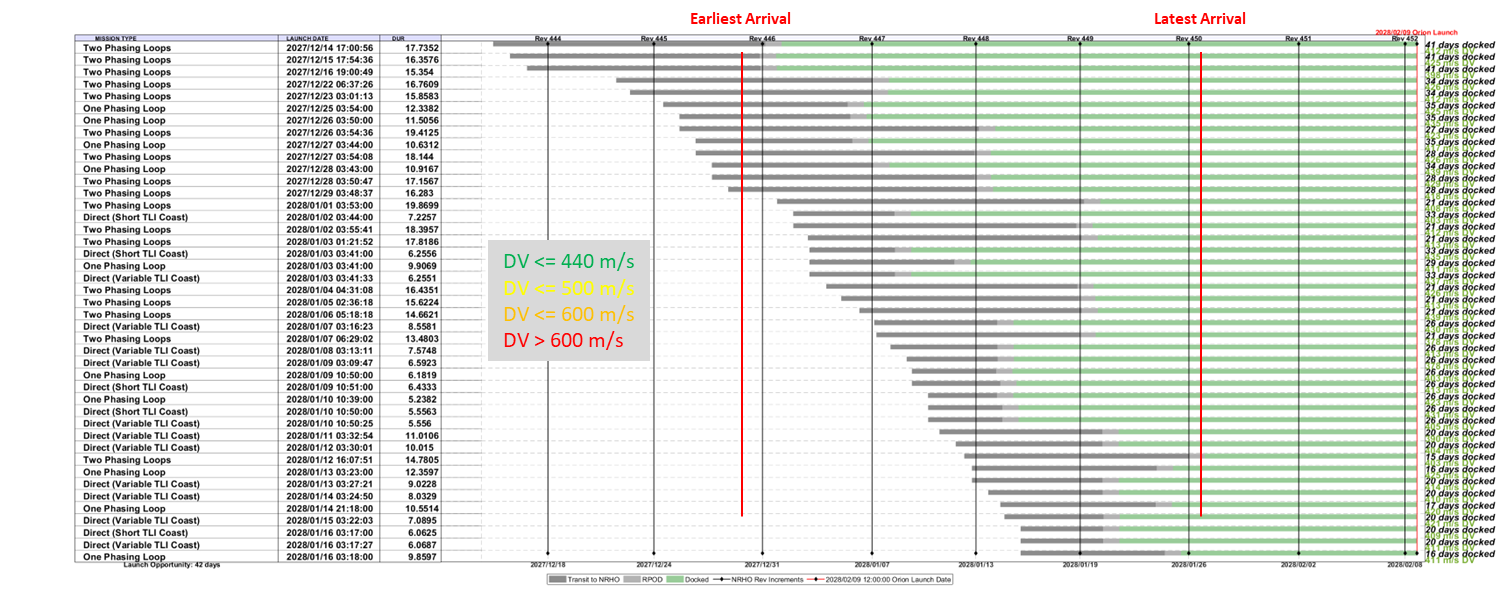 Earliest Arrival
Latest Arrival
2028/02/09 Orion Launch
MISSION TYPE LAUNCH DATE DUR
Rev 444 Rev 445 Rev 446 Rev 447 Rev 448 Rev 449 Rev 450 Rev 451 Rev 452
Two Phasing Loops 2027/12/14 17:00:56 17.7352 41 days docked
Two Phasing Loops 2027/12/15 17:54:36 16.3576 41 days docked
Two Phasing Loops 2027/12/16 19:00:49 15.354 41 days docked
Two Phasing Loops 2027/12/22 06:37:26 16.7609 34 days docked
Two Phasing Loops 2027/12/23 03:01:13 15.8583 34 days docked
One Phasing Loop 2027/12/25 03:54:00 12.3382 35 days docked
One Phasing Loop 2027/12/26 03:50:00 11.5056 35 days docked
Two Phasing Loops 2027/12/26 03:54:36 19.4125 27 days docked
One Phasing Loop 2027/12/27 03:44:00 10.6312 35 days docked
Two Phasing Loops 2027/12/27 03:54:08 18.144 28 days docked
One Phasing Loop 2027/12/28 03:43:00 10.9167 34 days docked
Two Phasing Loops 2027/12/28 03:50:47 17.1567 28 days docked
Two Phasing Loops 2027/12/29 03:48:37 16.283 28 days docked
Two Phasing Loops 2028/01/01 03:53:00 19.8699 21 days docked
Direct (Short TLI Coast) 2028/01/02 03:44:00 7.2257 33 days docked
Two Phasing Loops 2028/01/02 03:55:41 18.3957 21 days docked
Two Phasing Loops 2028/01/03 01:21:52 17.8186 21 days docked
Direct (Short TLI Coast) 2028/01/03 03:41:00 6.2556 33 days docked
One Phasing Loop 2028/01/03 03:41:00 9.9069 29 days docked
Direct (Variable TLI Coast) 2028/01/03 03:41:33 6.2551 33 days docked
Two Phasing Loops 2028/01/04 04:31:08 16.4351 21 days docked
Two Phasing Loops 2028/01/05 02:36:18 15.6224 21 days docked
Two Phasing Loops 2028/01/06 05:18:18 14.6621 21 days docked
Direct (Variable TLI Coast) 2028/01/07 03:16:23 8.5581 26 days docked
Two Phasing Loops 2028/01/07 06:29:02 13.4803 21 days docked
Direct (Variable TLI Coast) 2028/01/08 03:13:11 7.5748 26 days docked
Direct (Variable TLI Coast) 2028/01/09 03:09:47 6.5923 26 days docked
One Phasing Loop 2028/01/09 10:50:00 6.1819 26 days docked
Direct (Short TLI Coast) 2028/01/09 10:51:00 6.4333 26 days docked
One Phasing Loop 2028/01/10 10:39:00 5.2382 26 days docked
Direct (Short TLI Coast) 2028/01/10 10:50:00 5.5563 26 days docked
Direct (Short TLI Coast) 2028/01/10 10:50:25 5.556 26 days docked
Direct (Variable TLI Coast) 2028/01/11 03:32:54 11.0106 20 days docked
Direct (Variable TLI Coast) 2028/01/12 03:30:01 10.015 20 days docked
Two Phasing Loops 2028/01/12 16:07:51 14.7805 15 days docked
One Phasing Loop 2028/01/13 03:23:00 12.3597 16 days docked
Direct (Variable TLI Coast) 2028/01/13 03:27:21 9.0228 20 days docked
Direct (Variable TLI Coast) 2028/01/14 03:24:50 8.0329 20 days docked
One Phasing Loop 2028/01/14 21:18:00 10.5514 17 days docked
Direct (Variable TLI Coast) 2028/01/15 03:22:03 7.0895 20 days docked
Direct (Short TLI Coast) 2028/01/16 03:17:00 6.0625 20 days docked
Direct (Variable TLI Coast) 2028/01/16 03:17:27 6.0687 20 days docked
One Phasing Loop 2028/01/16 03:18:00 9.8597 16 days docked
411 m/s DV
DV <= 440 m/s
DV <= 500 m/s
DV <= 600 m/s
DV > 600 m/s
Launch Opportunity: 42 days
2027/12/18 2027/12/24 2027/12/31 2028/01/07 2028/01/13 2028/01/19 2028/01/26 2028/02/02 2028/02/08
Transit to NRHO RPOD Docked NRHO Rev Increments 2028/02/09 12:00:00 Orion Launch Date